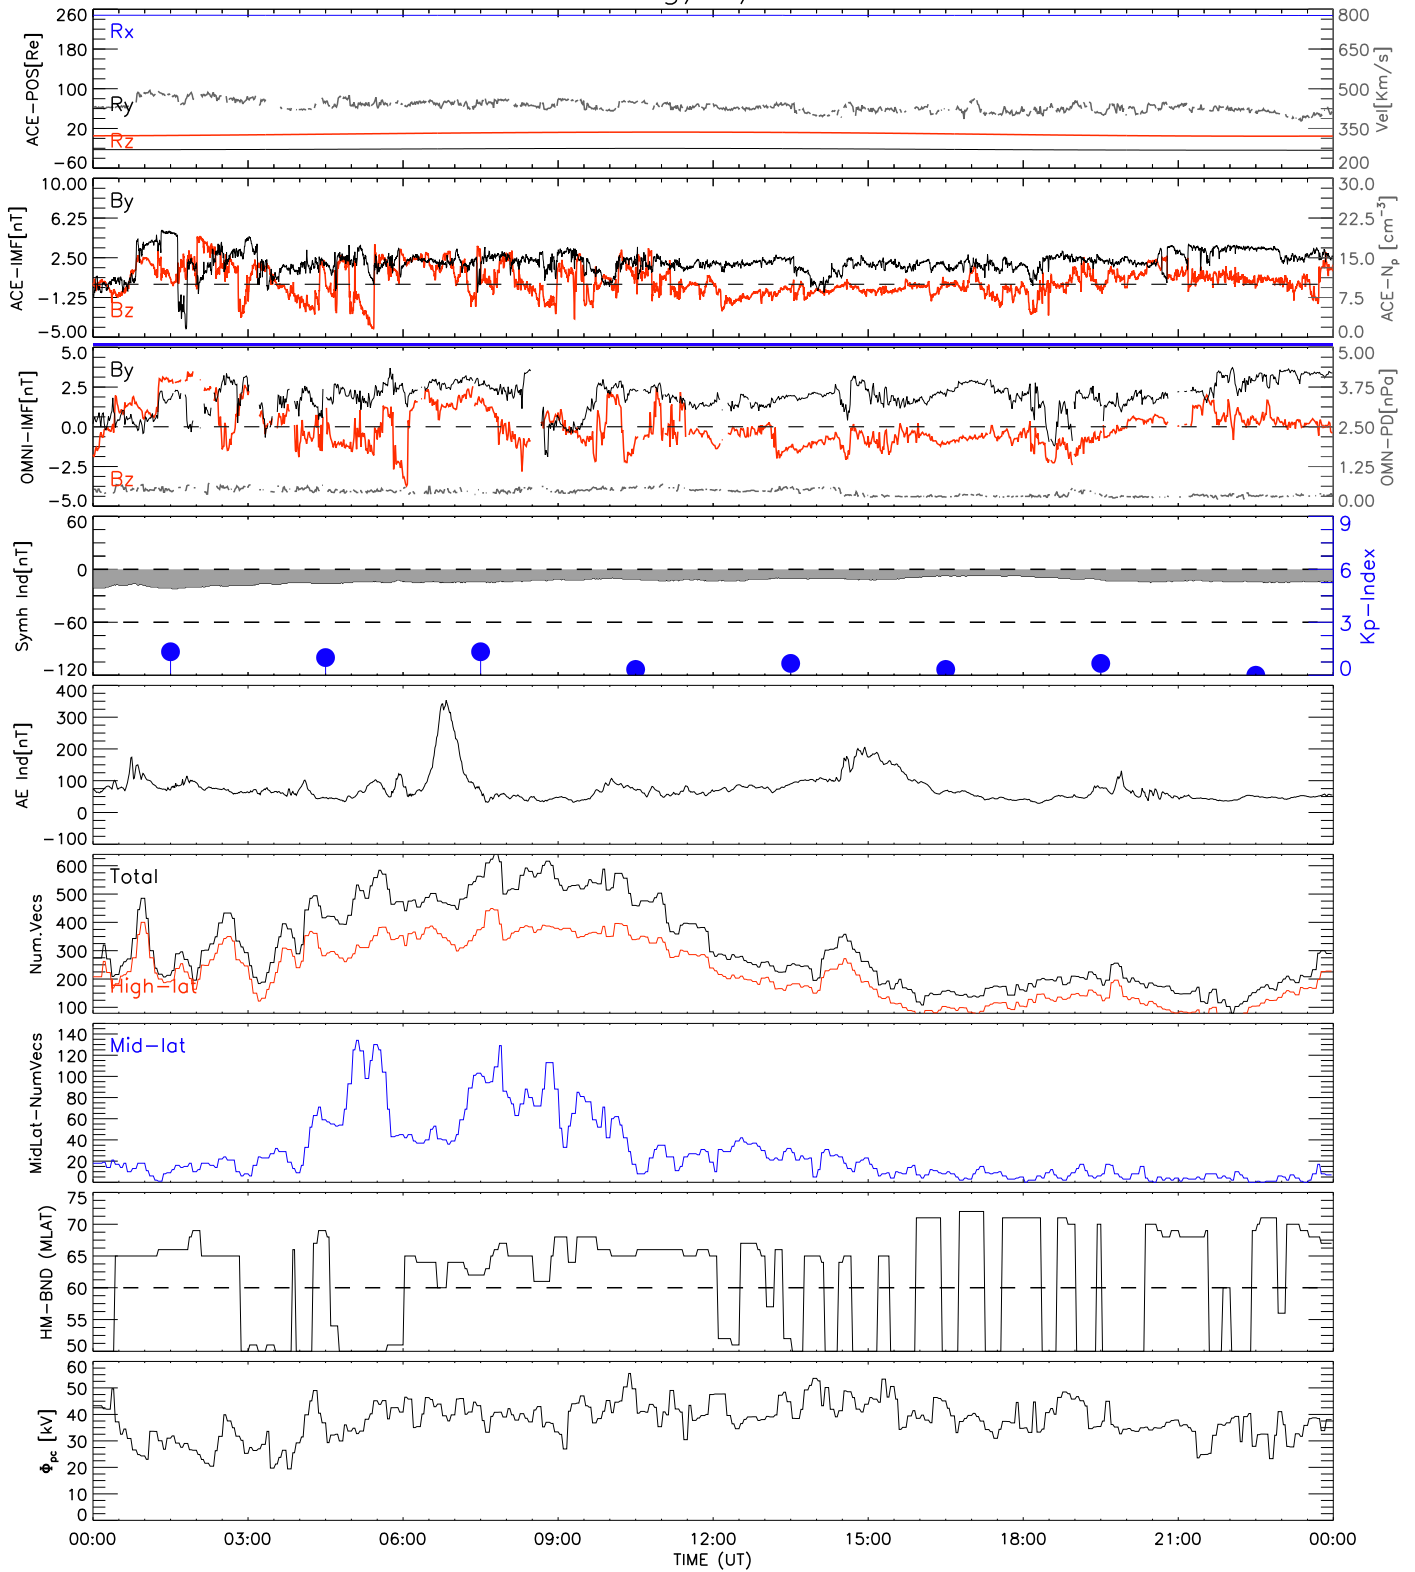 260
180
100
20
−60
ACE−POS[Re]
Rx
Ry
Rz
800
650
500
350
200
Vel[Km/s]
10.00
6.25
2.50
−1.25
−5.00
ACE−IMF[nT]
By
Bz
30.0
22.5
15.0
7.5
0.0
ACE−Np [cm−3]
5.0
2.5
0.0
−2.5
−5.0
OMNI−IMF[nT]
By
Bz
5.00
3.75
2.50
1.25
0.00
OMN−PD[nPa]
60
0
−60
−120
Symh Ind[nT]
9
6
3
0
Kp−Index
400
300
200
100
0
−100
AE Ind[nT]
600
500
400
300
200
100
Num.Vecs
Total
High−lat
140
120
100
80
60
40
20
0
MidLat−NumVecs
Mid−lat
75
70
65
60
55
50
HM−BND (MLAT)
60
50
40
30
20
10
0
Φpc [kV]
00:00 03:00 06:00 09:00 12:00 15:00 18:00 21:00 00:00
TIME (UT)